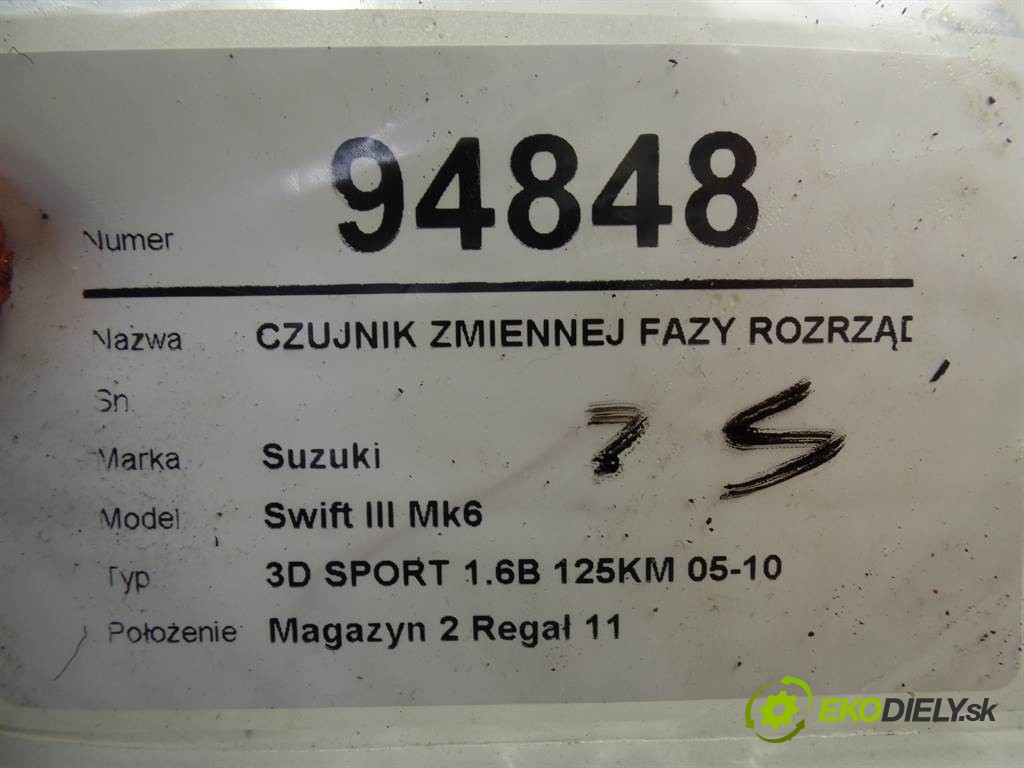 Numer 94848
Nazwa CZUJNIK ZMIENNEJ FAZY ROZRZĄD
Sn
Marka Suzuki
Model Swift III Mk6
Typ 3D SPORT 1.6B 125KM 05-10
Położenie Magazyn 2 Regał 11
EKODIELY.sk